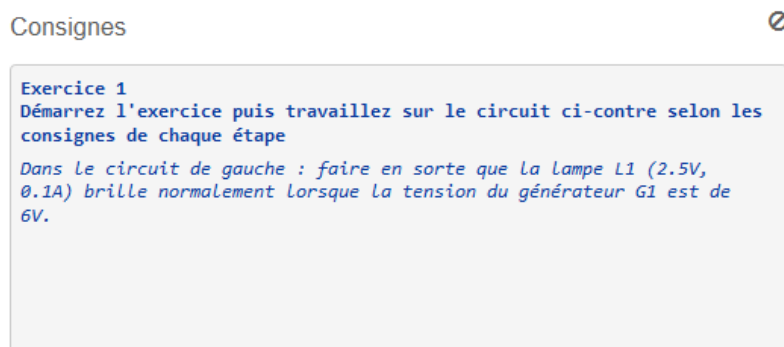 Consignes
Exercice 1
Démarrez l'exercice puis travaillez sur le circuit ci-contre selon les
consignes de chaque étape
Dans le circuit de gauche : faire en sorte que la lampe L1 (2.5V,
0.1A) brille normalement lorsque la tension du générateur G1 est de
6V.